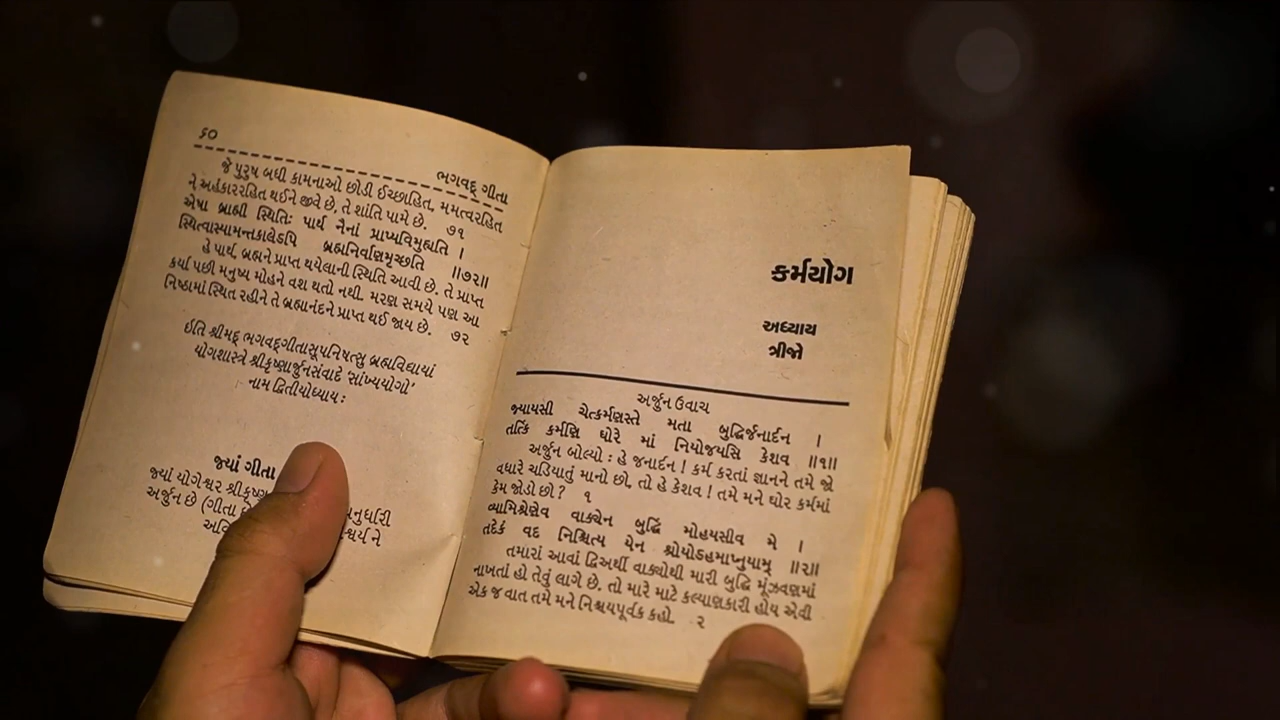 ૬૦
ભગવદ્ ગીતા
જે પુરુષ બધી કામનાઓ છોડી ઈચ્છાહિત, મમત્વરહિત
ને અહંકારરહિત થઈને જીવે છે, તે શાંતિ પામે છે. ૭૧
એષા બ્રાહ્મી સ્થિતિઃ પાર્થ નૈનાં પ્રાપ્યવિમુહ્યતિ ।
સ્થિત્વાસ્યામન્તકાલેઽપિ બ્રહ્મનિર્વાણમૃચ્છતિ ॥૭૨॥
હે પાર્થ, બ્રહ્મને પ્રાપ્ત થયેલાની સ્થિતિ આવી છે. તે પ્રાપ્ત
કર્યા પછી મનુષ્ય મોહને વશ થતો નથી. મરણ સમયે પણ આ
નિષ્ઠામાં સ્થિત રહીને તે બ્રહ્માનંદને પ્રાપ્ત થઈ જાય છે. ૭૨
ઇતિ શ્રીમદ્ ભગવદ્ગીતાસૂપનિષત્સુ બ્રહ્મવિદ્યાયાં
યોગશાસ્ત્રે શ્રીકૃષ્ણાર્જુનસંવાદે ‘સાંખ્યયોગો’
નામ દ્વિતીયોધ્યાયઃ
જ્યાં ગીતા
જ્યાં યોગેશ્વર શ્રીકૃષ્ણ
અર્જુન છે (ગીતા
કર્મયોગ
અધ્યાય
ત્રીજો
અર્જુન ઉવાચ
જ્યાયસી ચેત્કર્મણસ્તે મતા બુદ્ધિર્જનાર્દન ।
તર્ત્કિ કર્મણિ ઘોરે માં નિયોજયસિ કેશવ ॥૧॥
અર્જુન બોલ્યો : હે જનાર્દન ! કર્મ કરતાં જ્ઞાનને તમે જો
વધારે ચડિયાતું માનો છો, તો હે કેશવ ! તમે મને ઘોર કર્મમાં
કેમ જોડો છો ? ૧
વ્યામિશ્રેણેવ વાક્યેન બુદ્ધિ મોહયસીવ મે ।
તદેકં વદ નિશ્ચિત્ય યેન શ્રેયોઽહમાપ્નુયામ્ ॥૨॥
તમારાં આવાં દ્વિઅર્થી વાક્યોથી મારી બુદ્ધિ મૂંઝવણમાં
નાખતાં હો તેવું લાગે છે. તો મારે માટે કલ્યાણકારી હોય એવી
એક જ વાત તમે મને નિશ્ચયપૂર્વક કહો. ૨